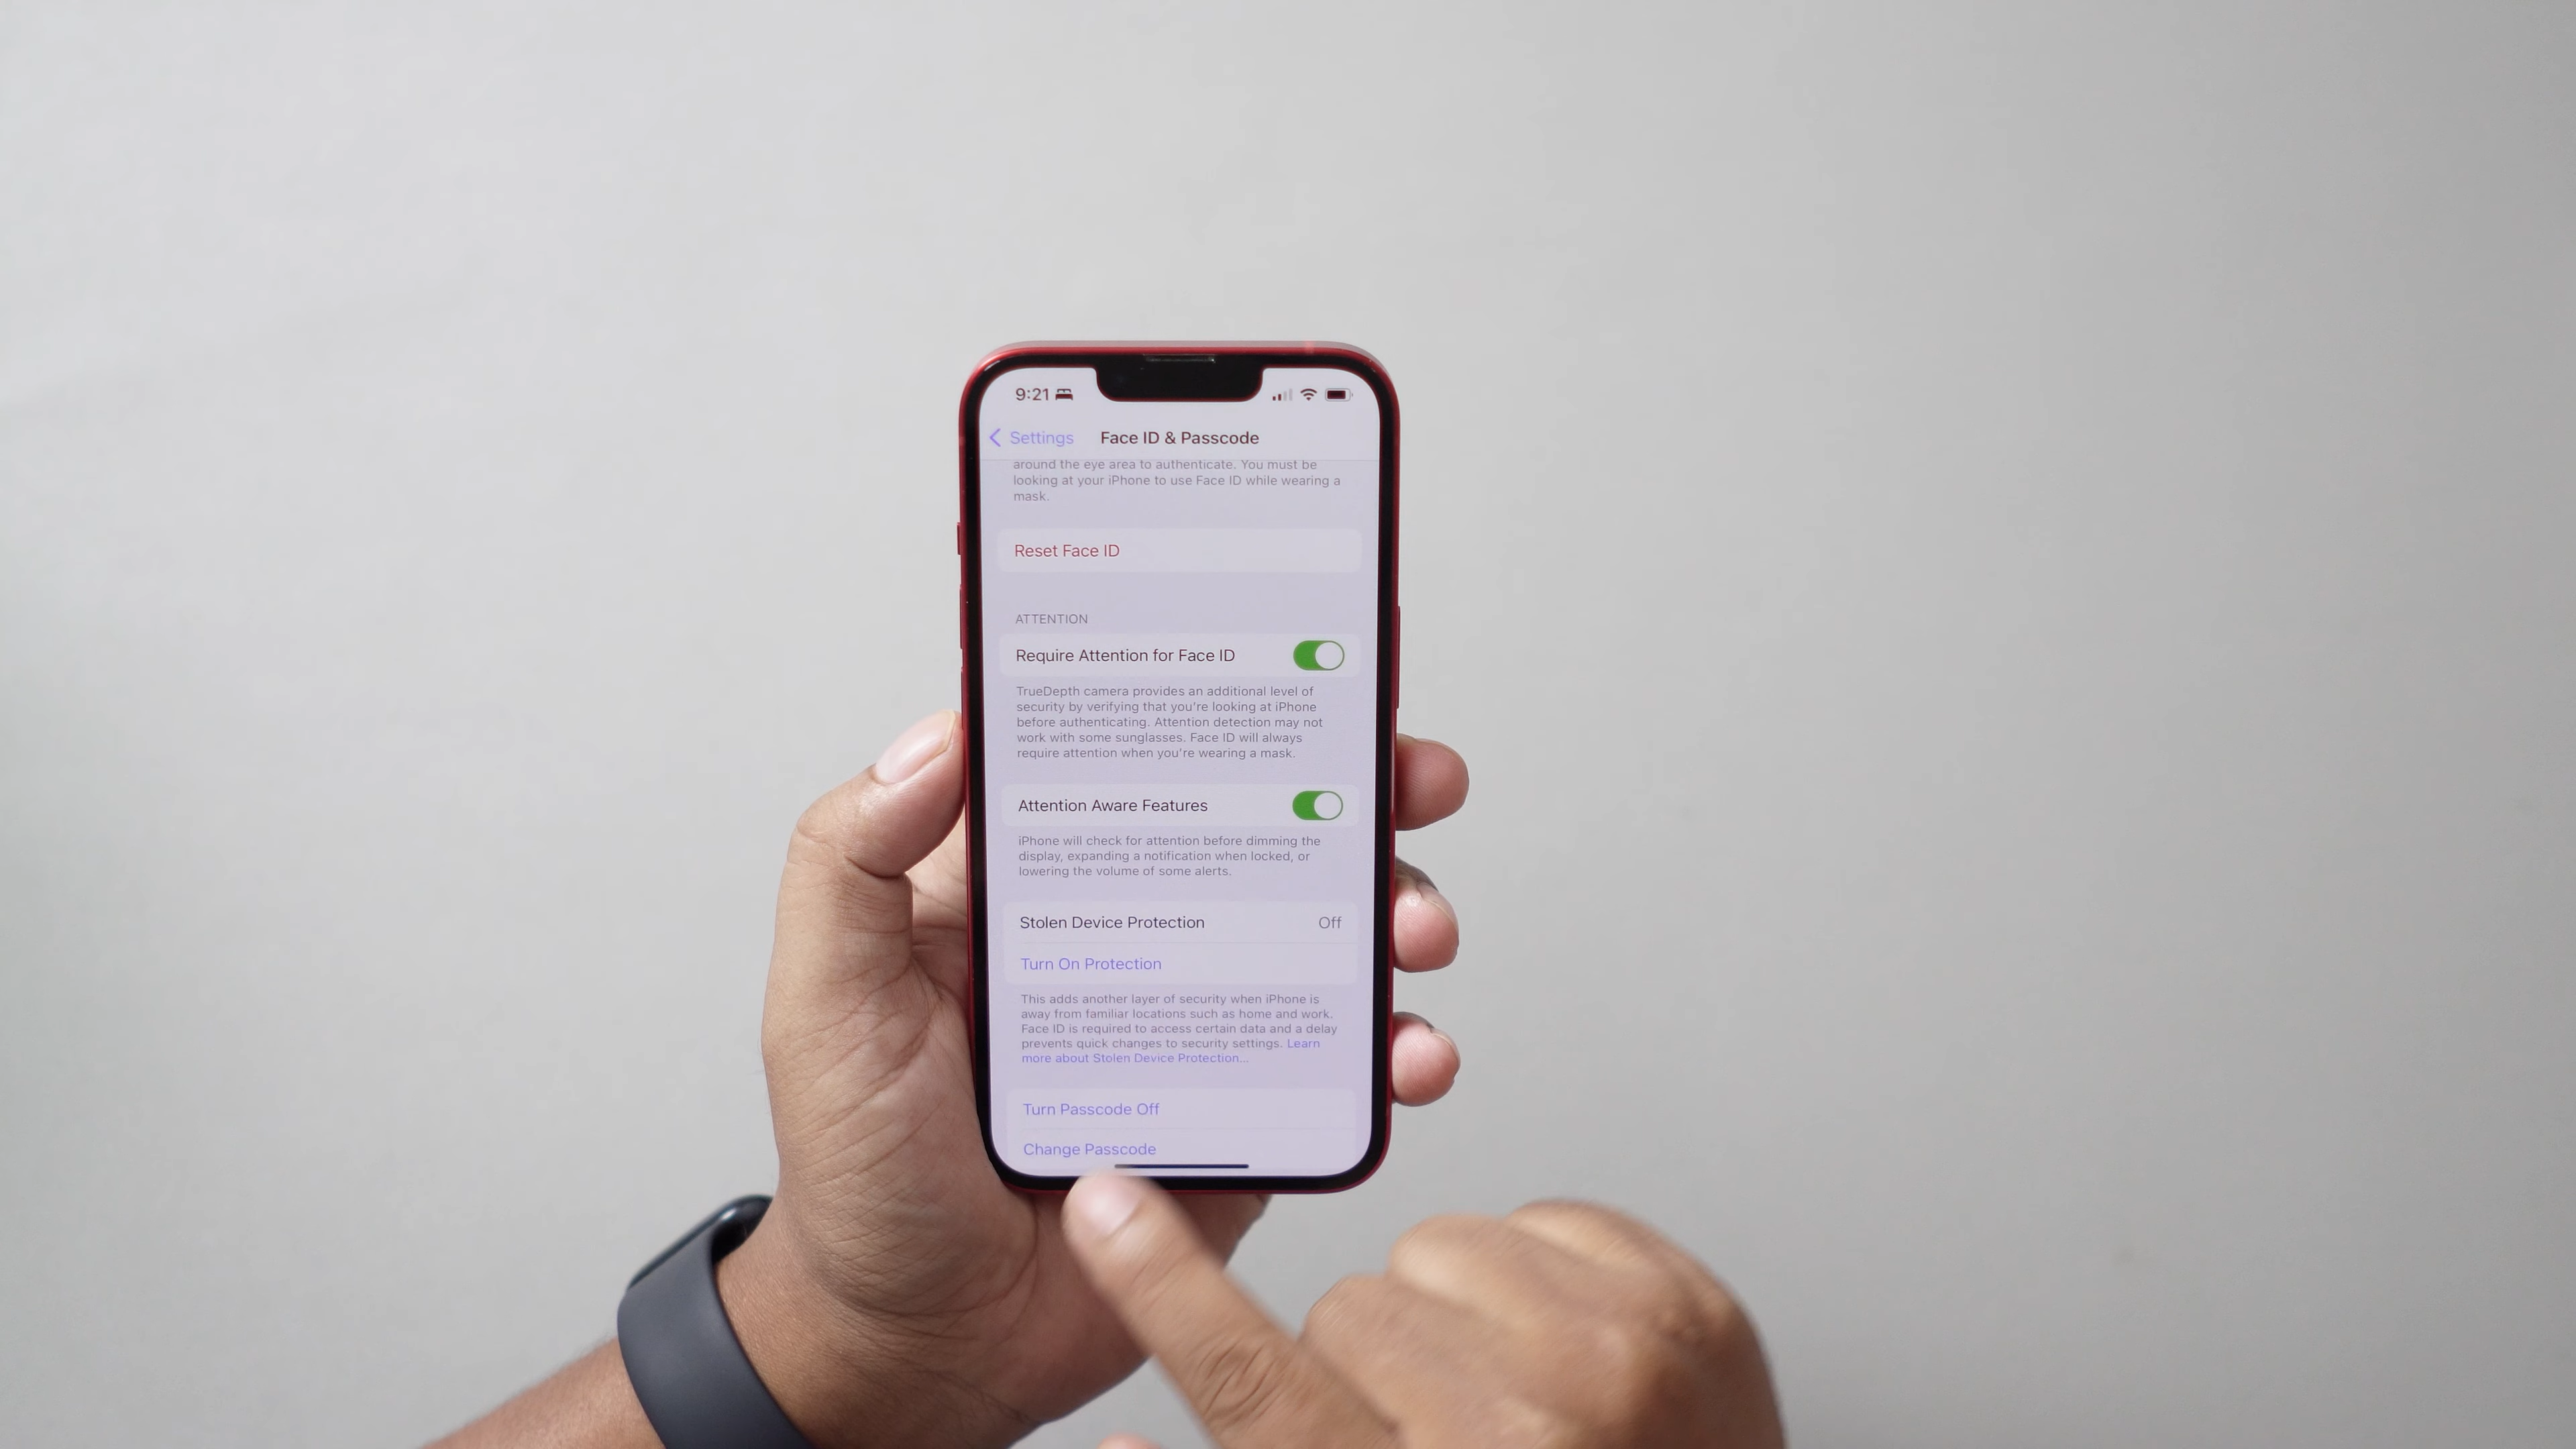 9:21
Settings Face ID & Passcode
around the eye area to authenticate. You must be
looking at your iPhone to use Face ID while wearing a
mask.
Reset Face ID
ATTENTION
Require Attention for Face ID
TrueDepth camera provides an additional level of
security by verifying that you're looking at iPhone
before authenticating. Attention detection may not
work with some sunglasses. Face ID will always
require attention when you're wearing a mask.
Attention Aware Features
iPhone will check for attention before dimming the
display, expanding a notification when locked, or
lowering the volume of some alerts.
Stolen Device Protection Off
Turn On Protection
This adds another layer of security when iPhone is
away from familiar locations such as home and work.
Face ID is required to access certain data and a delay
prevents quick changes to security settings. Learn
more about Stolen Device Protection...
Turn Passcode Off
Change Passcode